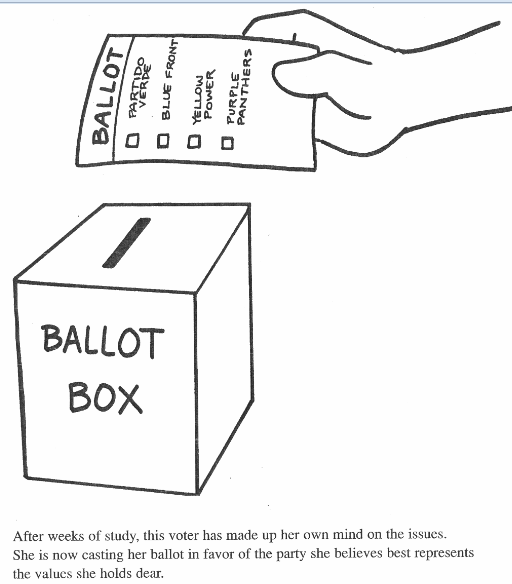 BALLOT
PARTIDO
VERDE
BLUE FRONT
YELLOW
POWER
PURPLE
PANTHERS
BALLOT
BOX
After weeks of study, this voter has made up her own mind on the issues.
She is now casting her ballot in favor of the party she believes best represents
the values she holds dear.